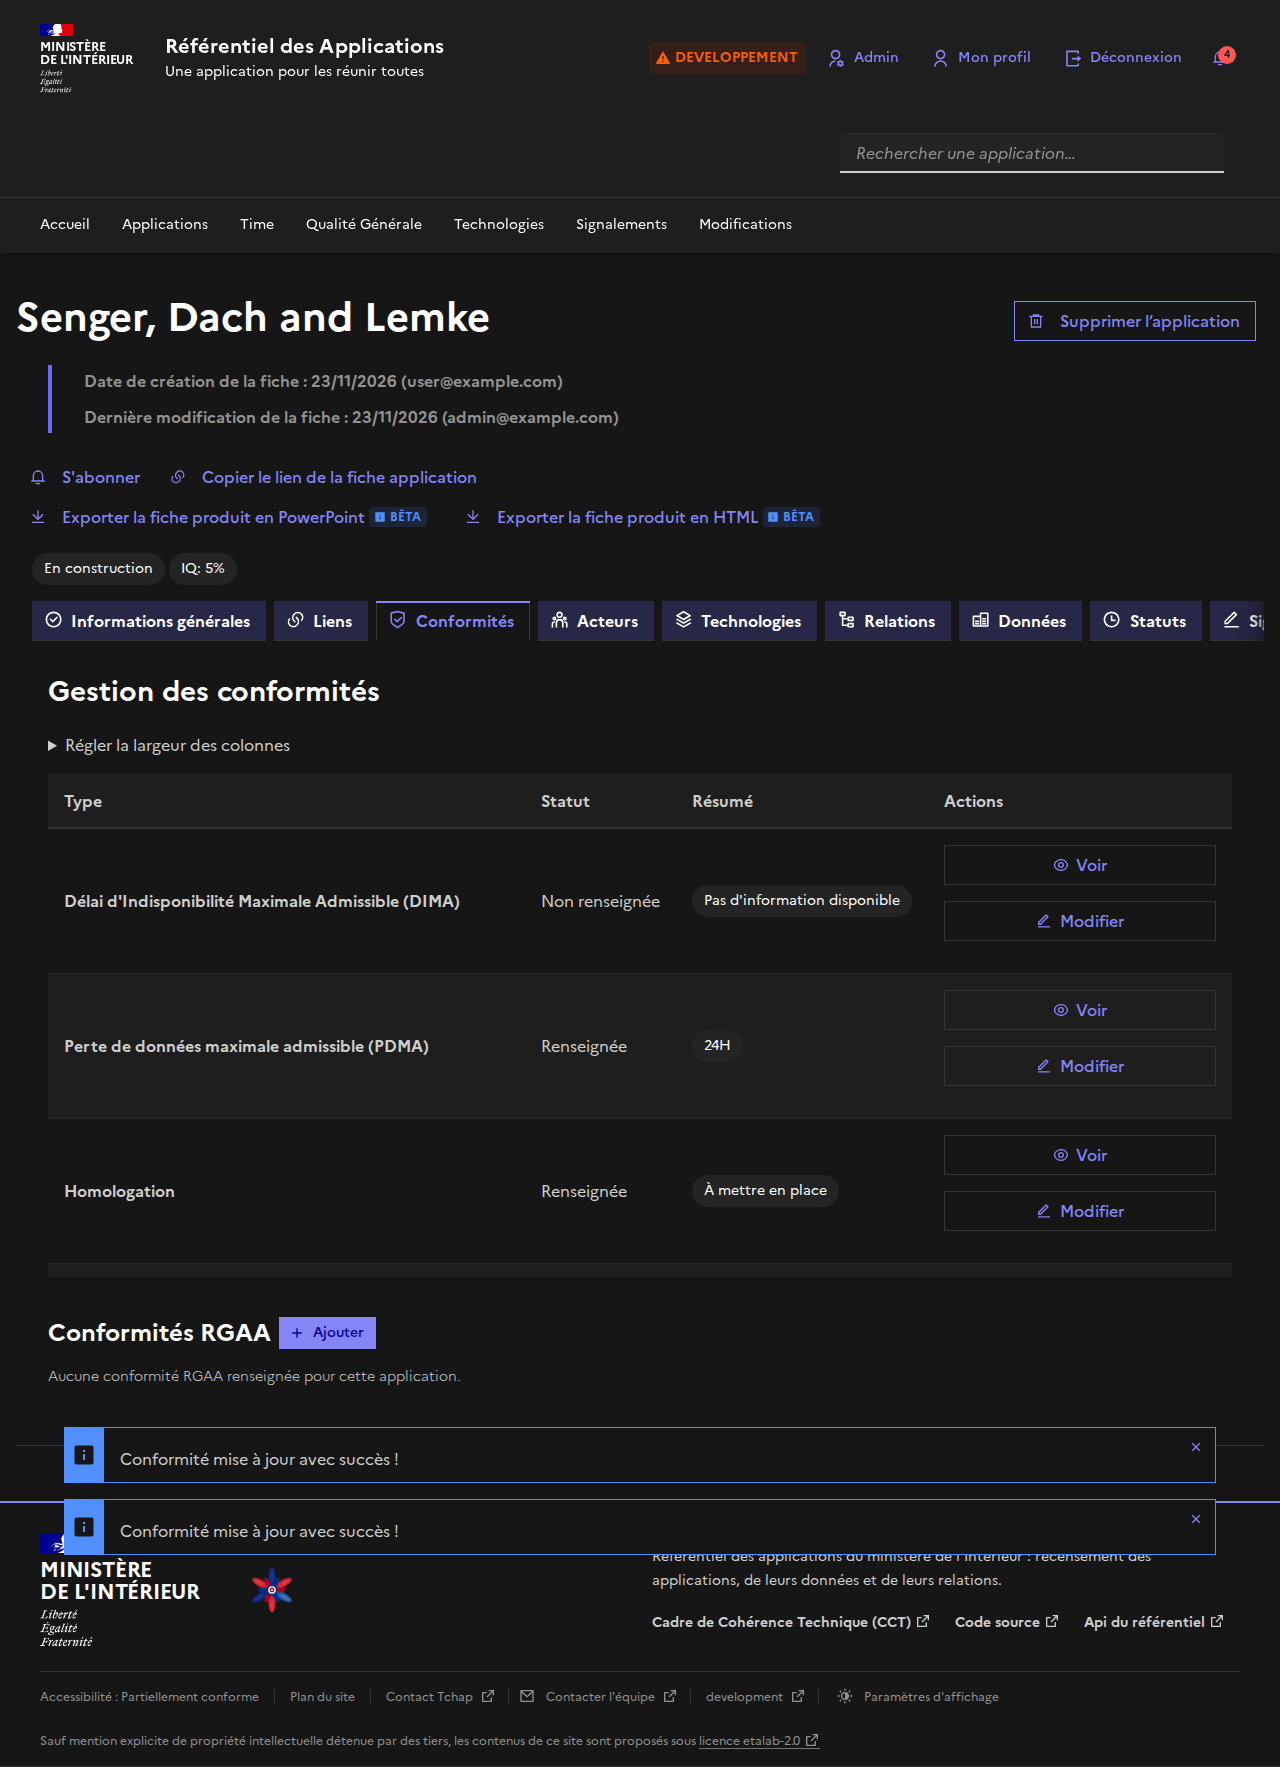 MINISTÈRE
DE L'INTÉRIEUR
Liberté
Égalité
Fraternité
Référentiel des Applications
Une application pour les réunir toutes
DEVELOPPEMENT
Admin
Mon profil
Déconnexion
4
Rechercher une application...
Accueil
Applications
Time
Qualité Générale
Technologies
Signalements
Modifications
Senger, Dach and Lemke
Supprimer l’application
Date de création de la fiche : 23/11/2026 (user@example.com)
Dernière modification de la fiche : 23/11/2026 (admin@example.com)
S'abonner
Copier le lien de la fiche application
Exporter la fiche produit en PowerPoint BÊTA
Exporter la fiche produit en HTML BÊTA
En construction
IQ: 5%
Informations générales
Liens
Conformités
Acteurs
Technologies
Relations
Données
Statuts
Gestion des conformités
Régler la largeur des colonnes
Type
Statut
Résumé
Actions
Délai d'Indisponibilité Maximale Admissible (DIMA)
Non renseignée
Pas d'information disponible
Voir
Modifier
Perte de données maximale admissible (PDMA)
Renseignée
24H
Voir
Modifier
Homologation
Renseignée
À mettre en place
Voir
Modifier
Conformités RGAA
Ajouter
Aucune conformité RGAA renseignée pour cette application.
Conformité mise à jour avec succès !
Conformité mise à jour avec succès !
MINISTÈRE
DE L'INTÉRIEUR
Liberté
Égalité
Fraternité
Référentiel des applications du ministère de l'intérieur : recensement des
applications, de leurs données et de leurs relations.
Cadre de Cohérence Technique (CCT)
Code source
Api du référentiel
Accessibilité : Partiellement conforme
Plan du site
Contact Tchap
Contacter l'équipe
development
Paramètres d'affichage
Sauf mention explicite de propriété intellectuelle détenue par des tiers, les contenus de ce site sont proposés sous licence etalab-2.0